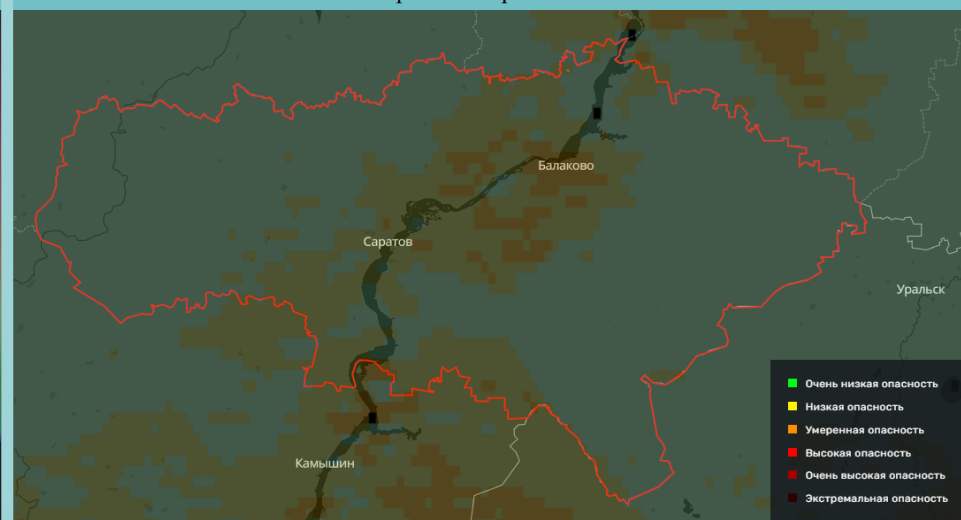 Балаково
Саратов
Уральск
Камышин
Очень низкая опасность
Низкая опасность
Умеренная опасность
Высокая опасность
Очень высокая опасность
Экстремальная опасность